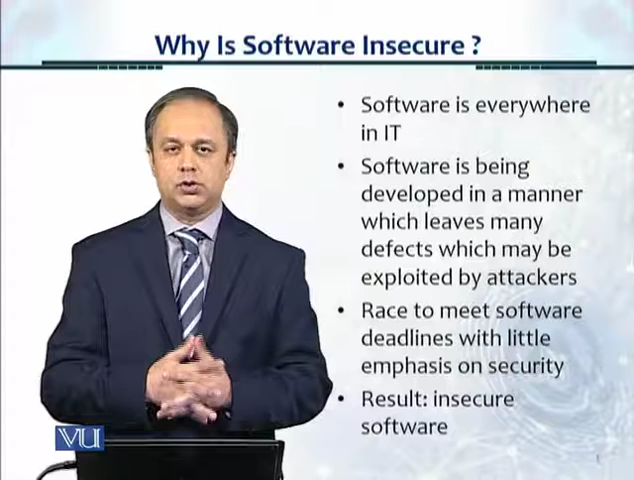 Why Is Software Insecure ?
• Software is everywhere
in IT
• Software is being
developed in a manner
which leaves many
defects which may be
exploited by attackers
• Race to meet software
deadlines with little
emphasis on security
• Result: insecure
software
VU